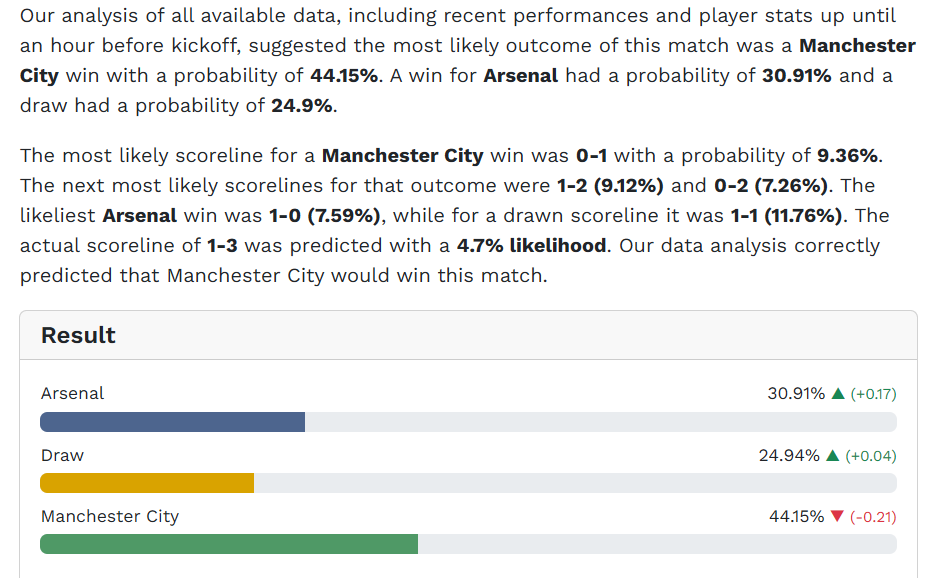 Our analysis of all available data, including recent performances and player stats up until
an hour before kickoff, suggested the most likely outcome of this match was a Manchester
City win with a probability of 44.15%. A win for Arsenal had a probability of 30.91% and a
draw had a probability of 24.9%.
The most likely scoreline for a Manchester City win was 0-1 with a probability of 9.36%.
The next most likely scorelines for that outcome were 1-2 (9.12%) and 0-2 (7.26%). The
likeliest Arsenal win was 1-0 (7.59%), while for a drawn scoreline it was 1-1 (11.76%). The
actual scoreline of 1-3 was predicted with a 4.7% likelihood. Our data analysis correctly
predicted that Manchester City would win this match.
Result
Arsenal 30.91% ▲ (+0.17)
Draw 24.94% ▲ (+0.04)
Manchester City 44.15% ▼ (-0.21)